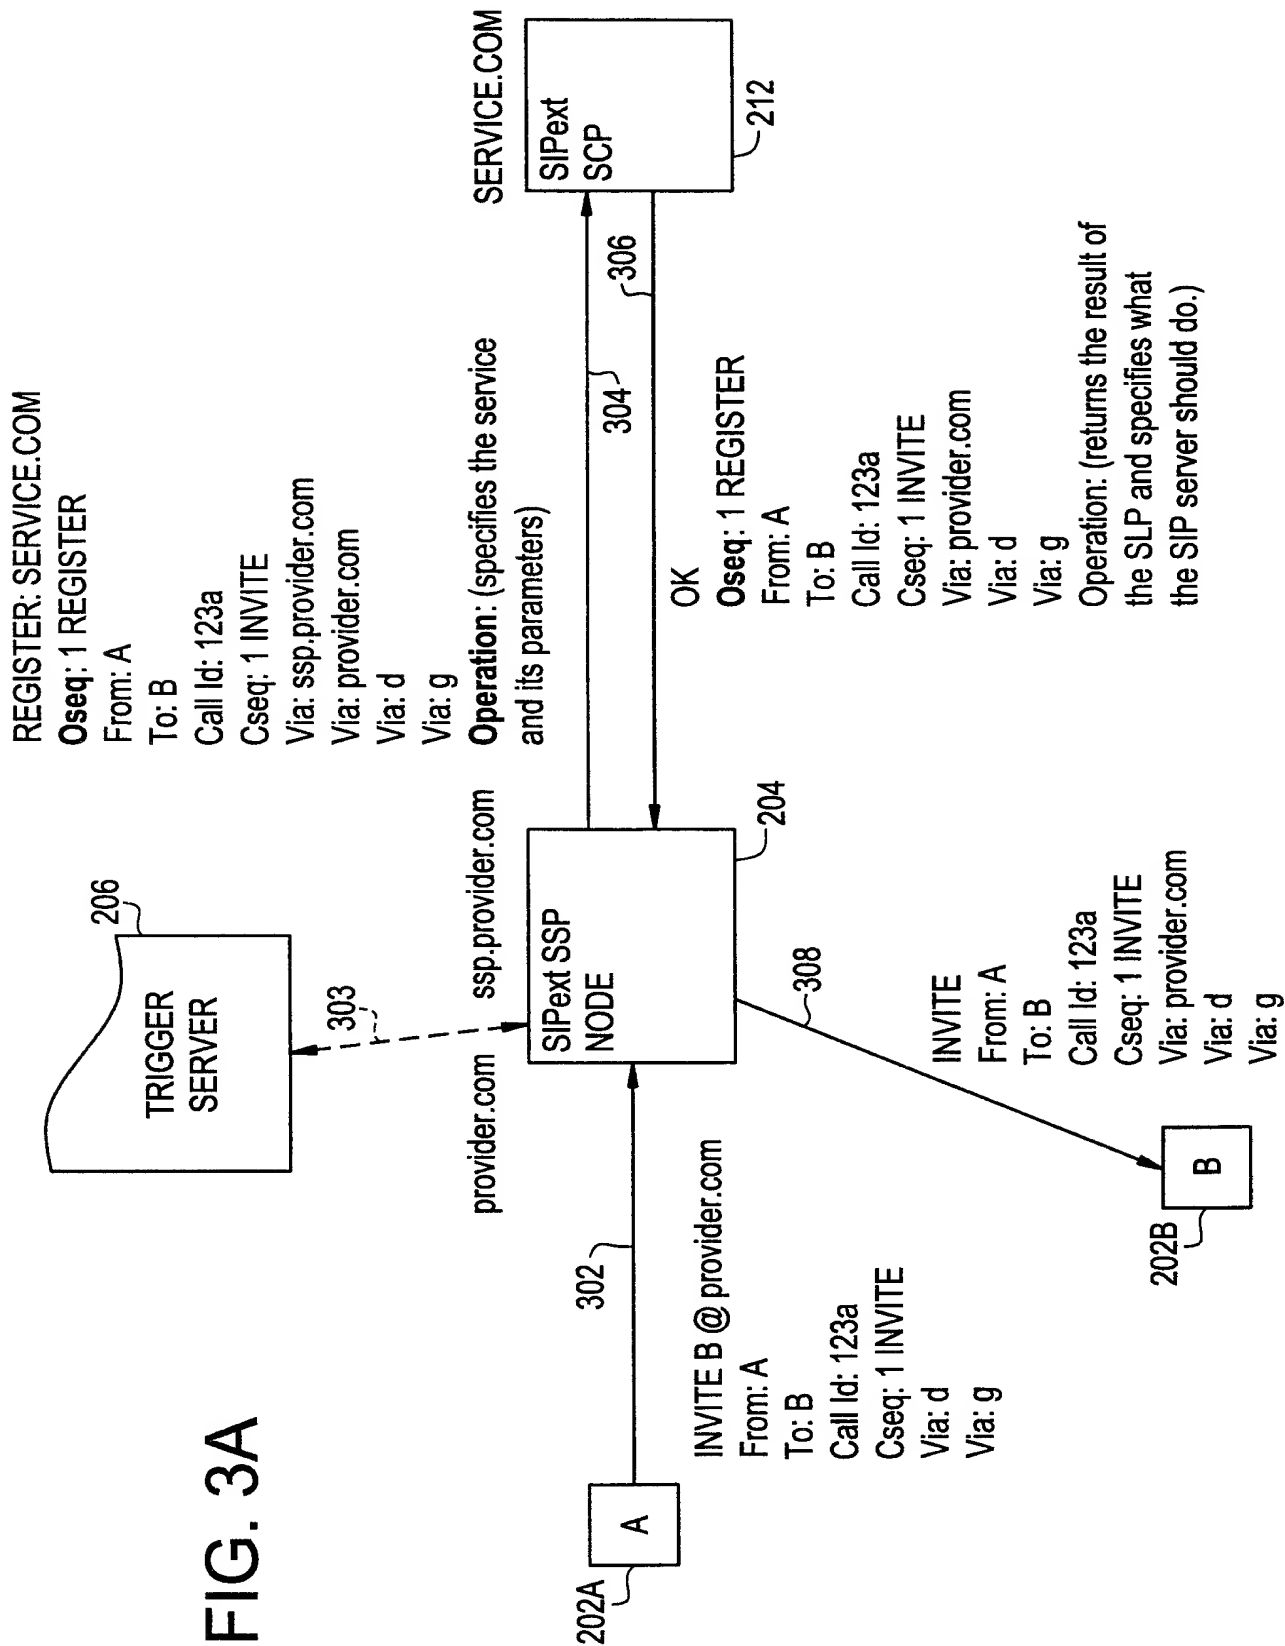 FIG. 3A
REGISTER: SERVICE.COM
Oseq: 1 REGISTER
From: A
To: B
Call Id: 123a
Cseq: 1 INVITE
Via: ssp.provider.com
Via: provider.com
Via: d
Via: g
Operation: (specifies the service
and its parameters)
206
TRIGGER
SERVER
303
provider.com
ssp.provider.com
SIPext SSP
NODE
204
SERVICE.COM
SIPext
SCP
212
304
306
OK
Oseq: 1 REGISTER
From: A
To: B
Call Id: 123a
Cseq: 1 INVITE
Via: provider.com
Via: d
Via: g
Operation: (returns the result of
the SLP and specifies what
the SIP server should do.)
A
202A
302
INVITE B @ provider.com
From: A
To: B
Call Id: 123a
Cseq: 1 INVITE
Via: d
Via: g
308
INVITE
From: A
To: B
Call Id: 123a
Cseq: 1 INVITE
Via: provider.com
Via: d
Via: g
B
202B